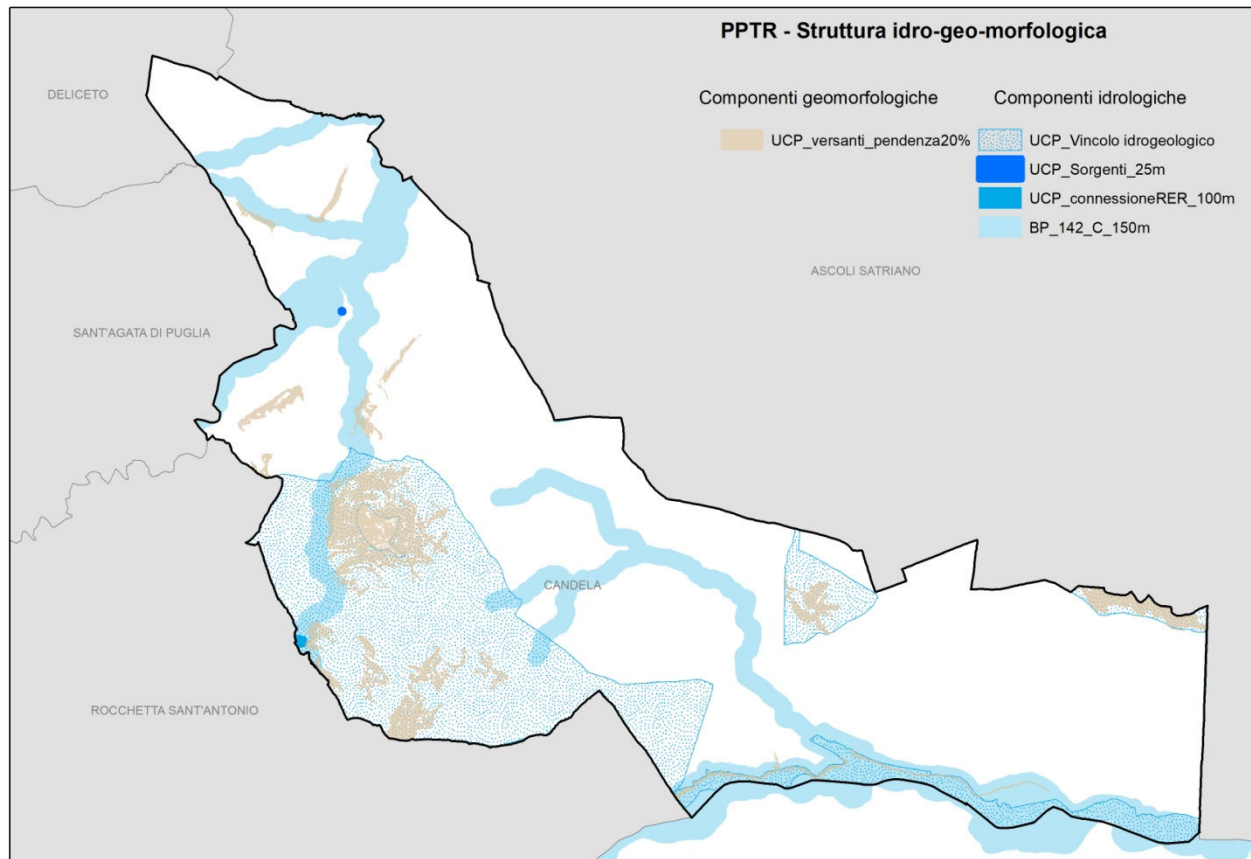 PPTR - Struttura idro-geo-morfologica
DELICETO
Componenti geomorfologiche
Componenti idrologiche
UCP_versanti_pendenza20%
UCP_Vincolo idrogeologico
UCP_Sorgenti_25m
UCP_connessioneRER_100m
BP_142_C_150m
ASCOLI SATRIANO
SANT'AGATA DI PUGLIA
CANDELA
ROCCHETTA SANT'ANTONIO